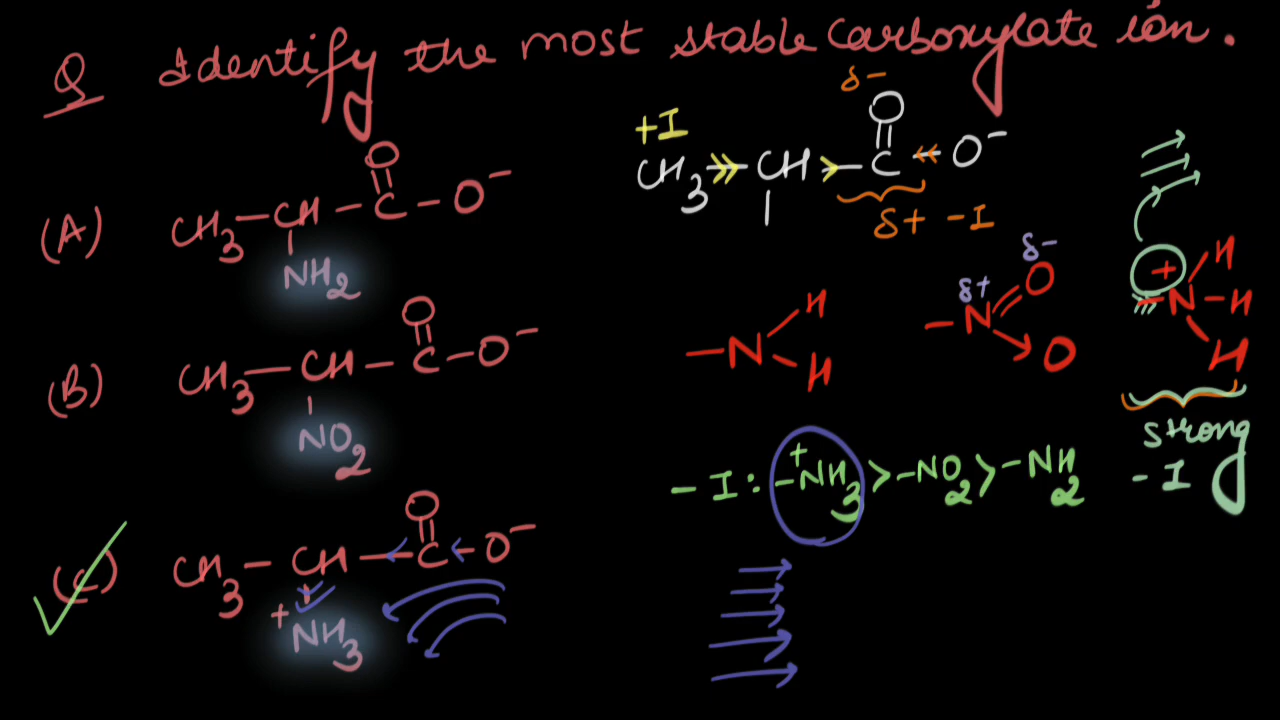 Q Identify the most stable carboxylate ion.
(A) CH3—CH—C—O⁻
O
NH2
(B) CH3—CH—C—O⁻
O
NO2
(C) CH3—CH—C—O⁻
O
+NH3
+I
δ−
O
CH3—CH—C—O⁻
δ+ -I
—N
H
H
δ+ δ−
—N=O
O
+
—N—H
H
H
strong
-I
-I: -⁺NH3 > -NO2 > -NH2